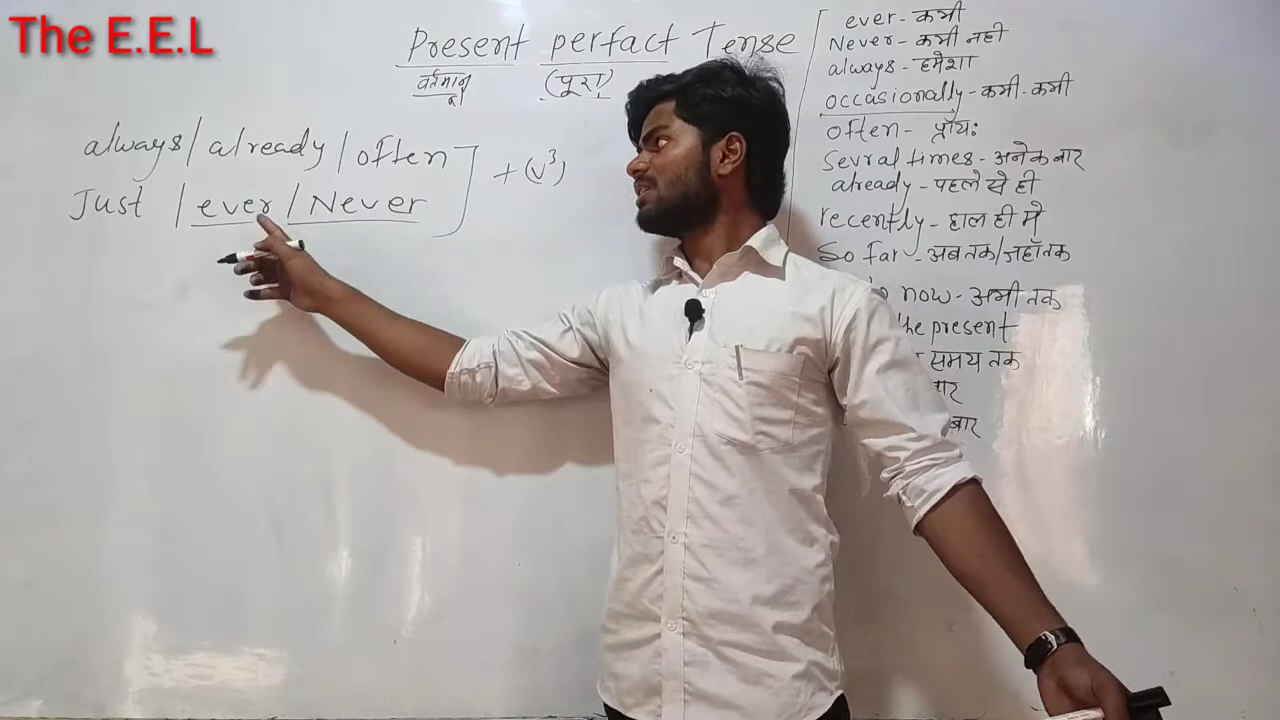 The E.E.L
Present perfact Tense
वर्तमान (पूरा)
always/already/often
Just/ever/Never
+(v³)
ever-कभी
Never-कभी नही
always-हमेशा
occasionally-कभी-कभी
often- प्रॉय:
Sevral times-अनेक बार
already-पहले से ही
recently-हाल ही मे
So far-अबतक/जहाँतक
now-अभी तक
the present
समय तक
बार